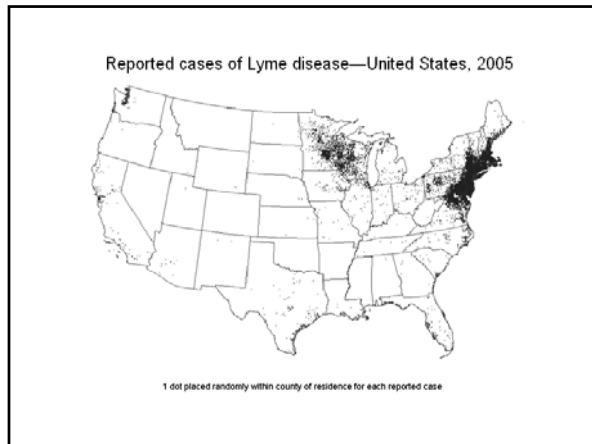 Reported cases of Lyme disease—United States, 2005
1 dot placed randomly within county of residence for each reported case